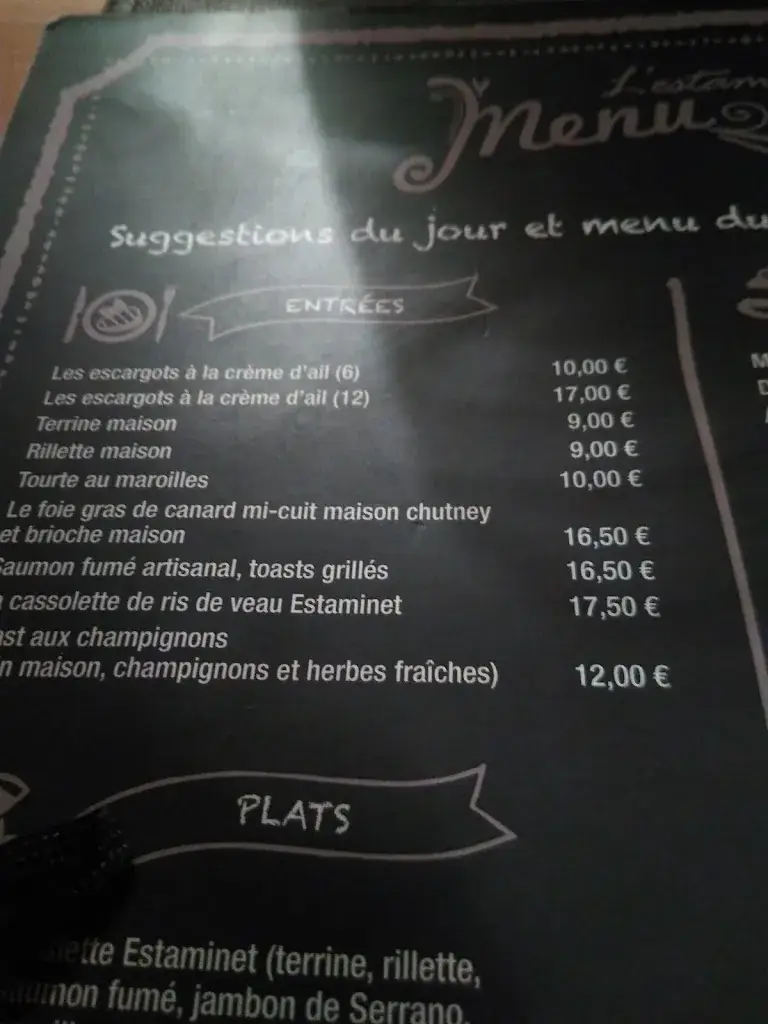 L'estam
Menu
Suggestions du jour et menu du
ENTRÉES
Les escargots à la crème d'ail (6) 10,00 €
Les escargots à la crème d'ail (12) 17,00 €
Terrine maison 9,00 €
Rillette maison 9,00 €
Tourte au maroilles 10,00 €
Le foie gras de canard mi-cuit maison chutney
et brioche maison 16,50 €
Saumon fumé artisanal, toasts grillés 16,50 €
cassolette de ris de veau Estaminet 17,50 €
aux champignons
maison, champignons et herbes fraîches) 12,00 €
PLATS
Estaminet (terrine, rillette,
fumé, jambon de Serrano,